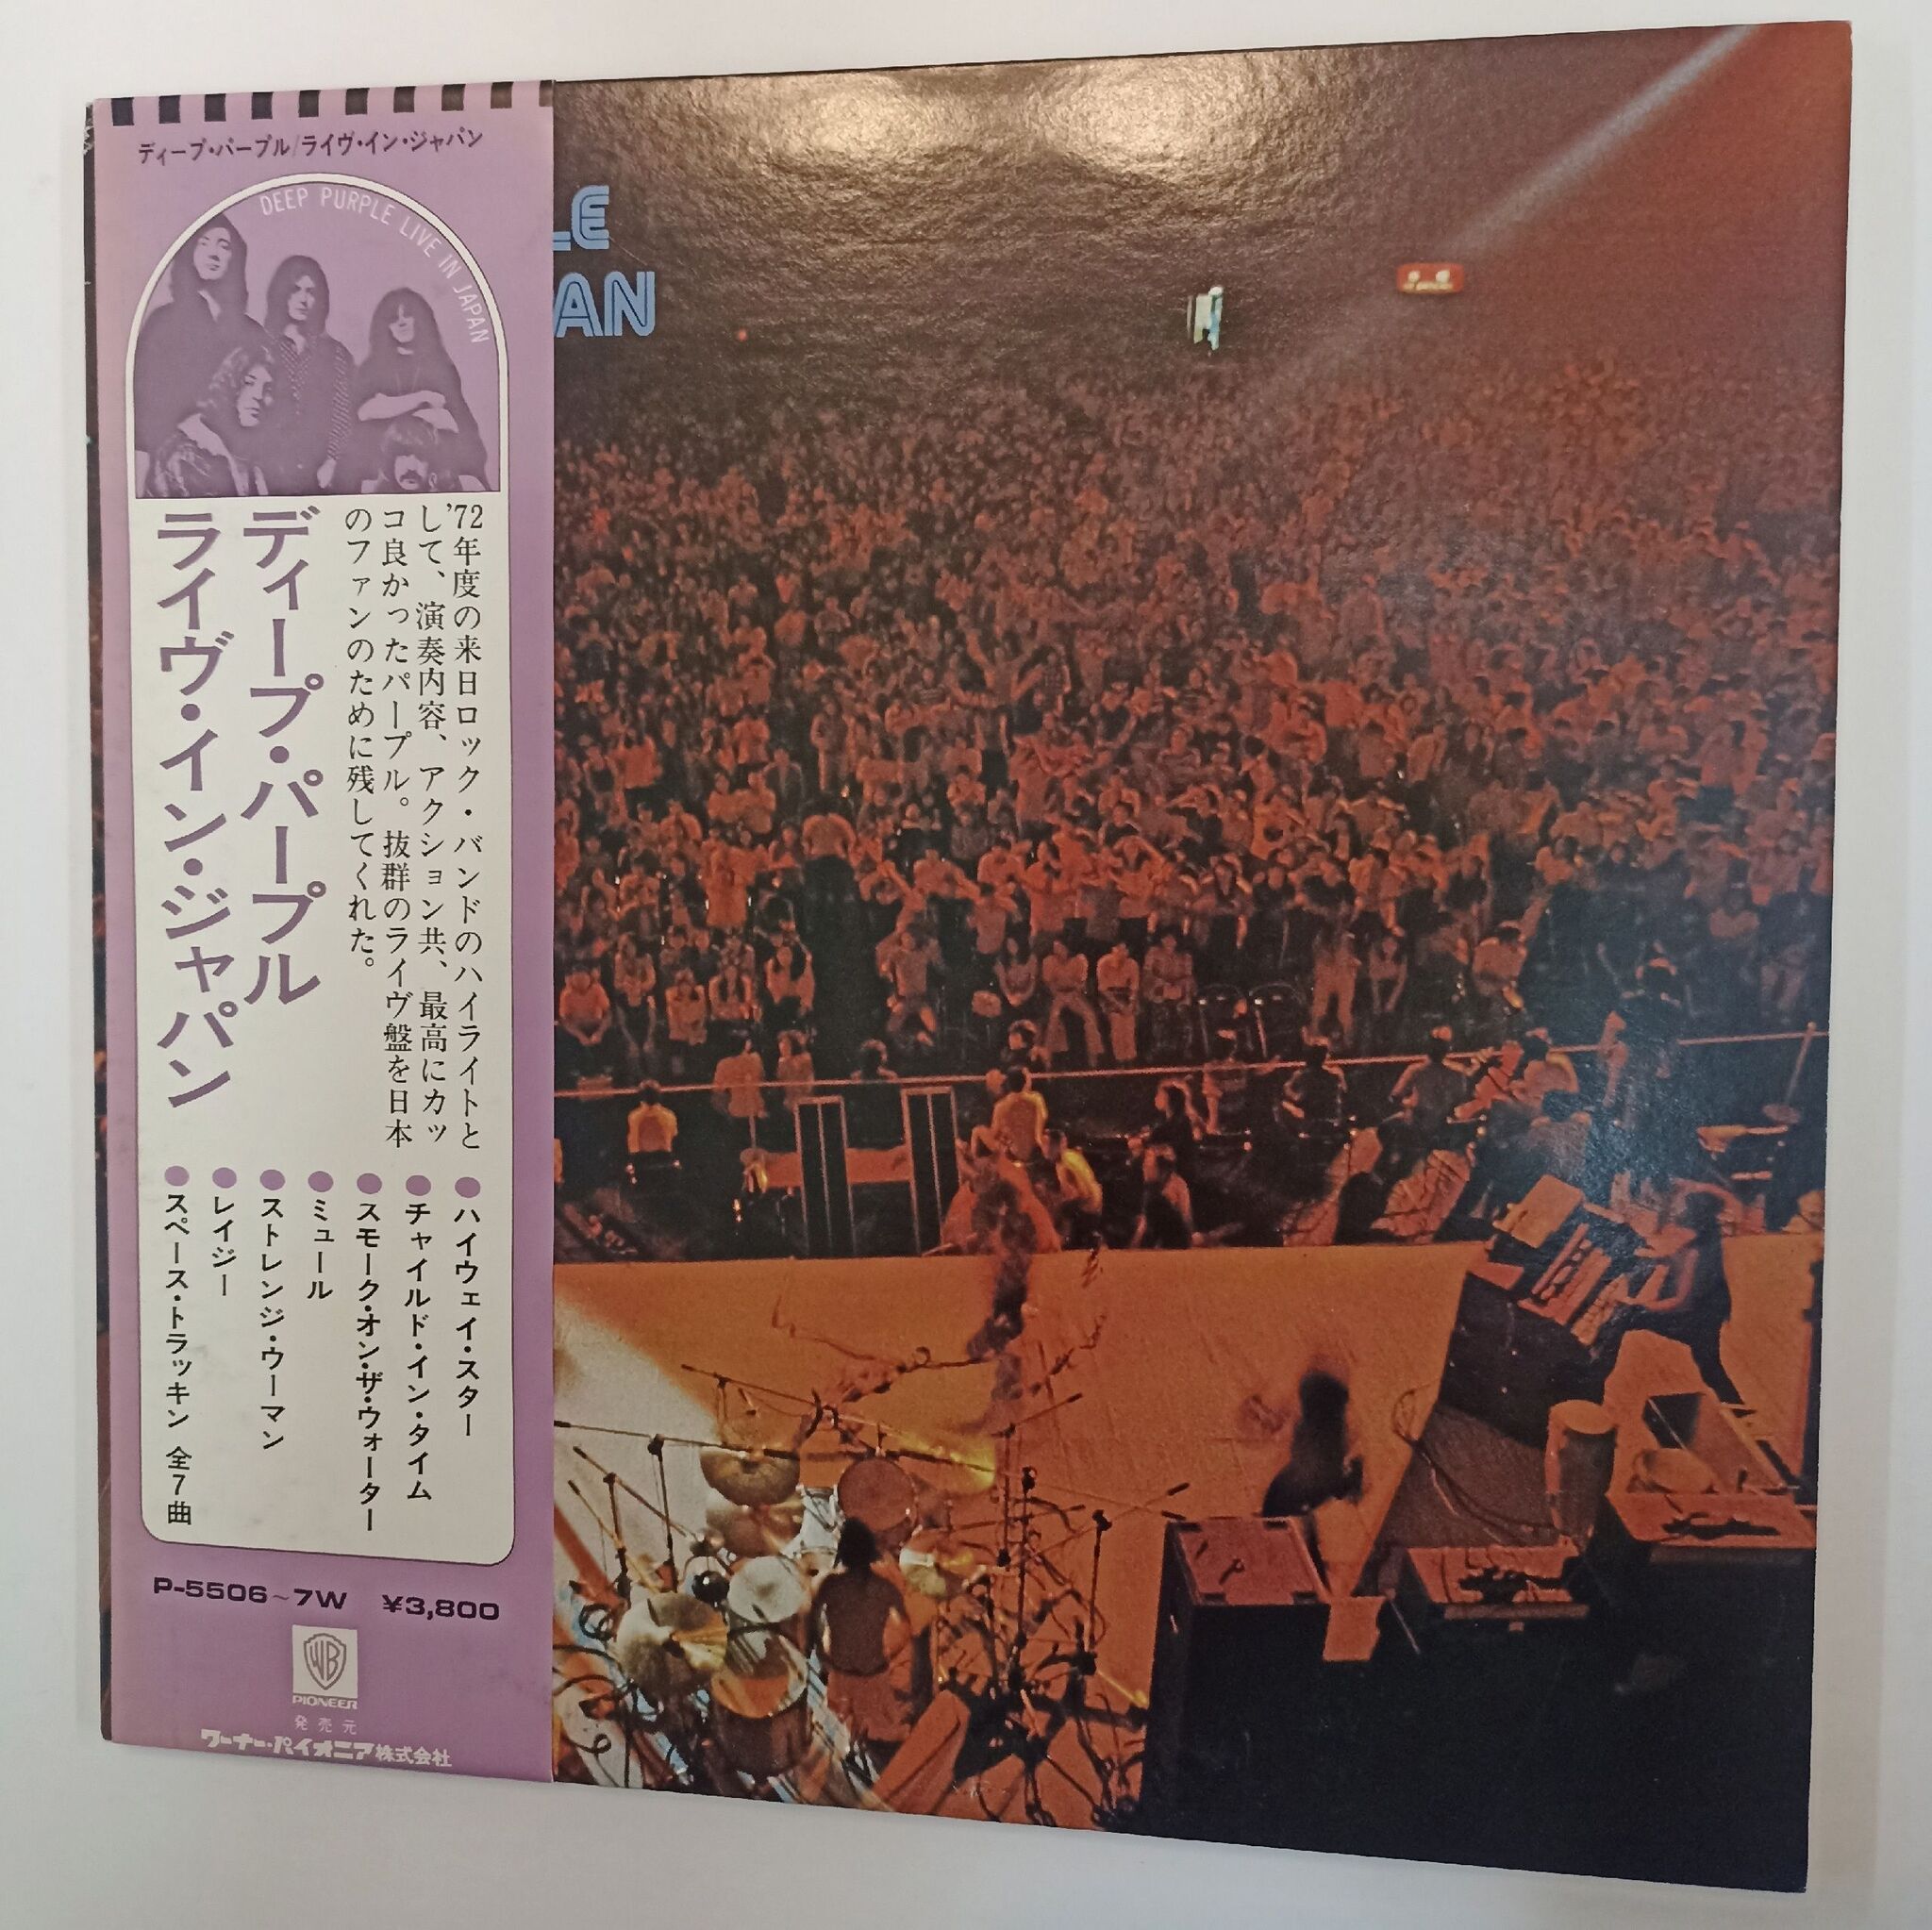 ディープ・パープル/ライヴ・イン・ジャパン
DEEP PURPLE LIVE IN JAPAN
LE
AN
'72年度の来日ロック・バンドのハイライトと
して、演奏内容、アクション共、最高にカッ
コ良かったパープル。抜群のライヴ盤を日本
のファンのために残してくれた。
ディープ・パープル
ライヴ・イン・ジャパン
●ハイウェイ・スター
●チャイルド・イン・タイム
●スモーク・オン・ザ・ウォーター
●ミュール
●ストレンジ・ウーマン
●レイジー
●スペース・トラッキン 全7曲
P-5506~7W ¥3,800
WB
PIONEER
発売元
ワーナー・パイオニア株式会社